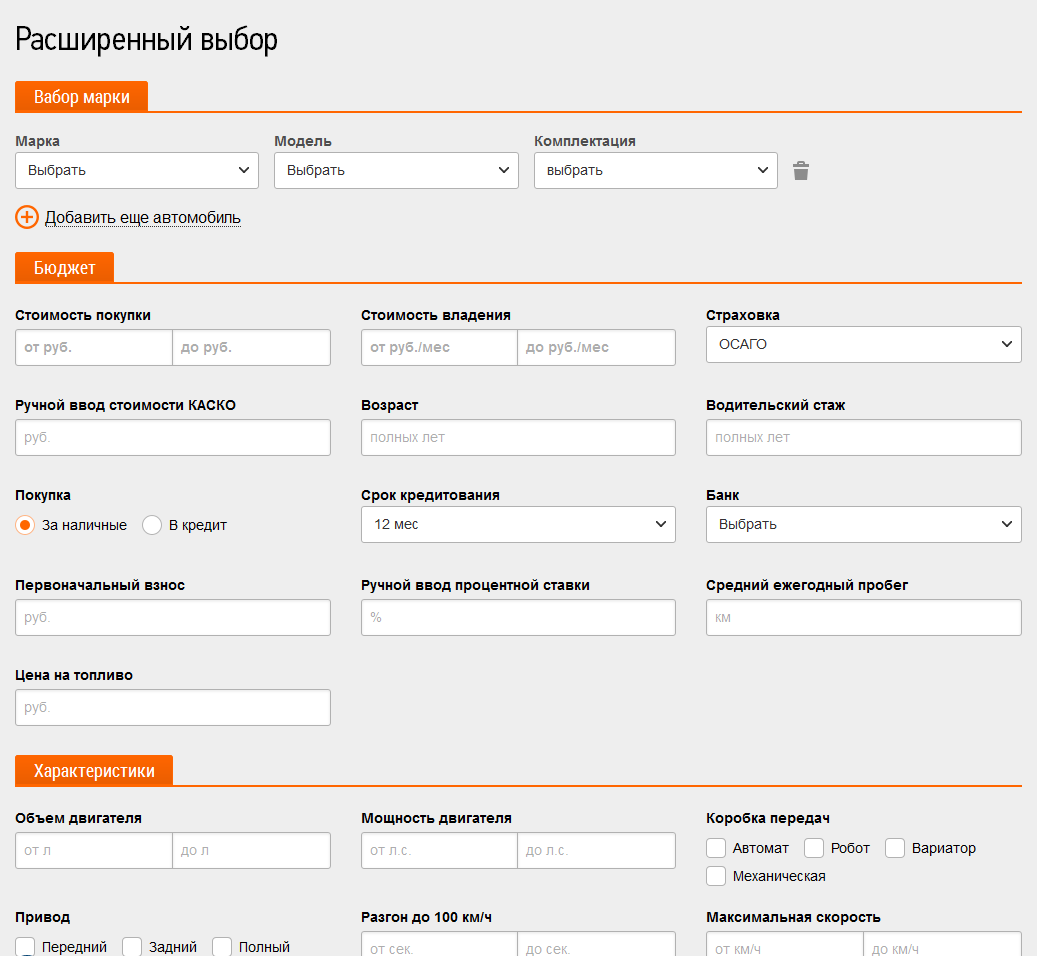 Расширенный выбор
Вабор марки
Марка Модель Комплектация
Выбрать Выбрать выбрать
Добавить еще автомобиль
Бюджет
Стоимость покупки Стоимость владения Страховка
от руб. до руб. от руб./мес до руб./мес ОСАГО
Ручной ввод стоимости КАСКО Возраст Водительский стаж
руб. полных лет полных лет
Покупка Срок кредитования Банк
За наличные В кредит 12 мес Выбрать
Первоначальный взнос Ручной ввод процентной ставки Средний ежегодный пробег
руб. % км
Цена на топливо
руб.
Характеристики
Объем двигателя Мощность двигателя Коробка передач
от л до л от л.с. до л.с. Автомат Робот Вариатор
Механическая
Привод Разгон до 100 км/ч Максимальная скорость
Передний Задний Полный от сек. до сек. от км/ч до км/ч